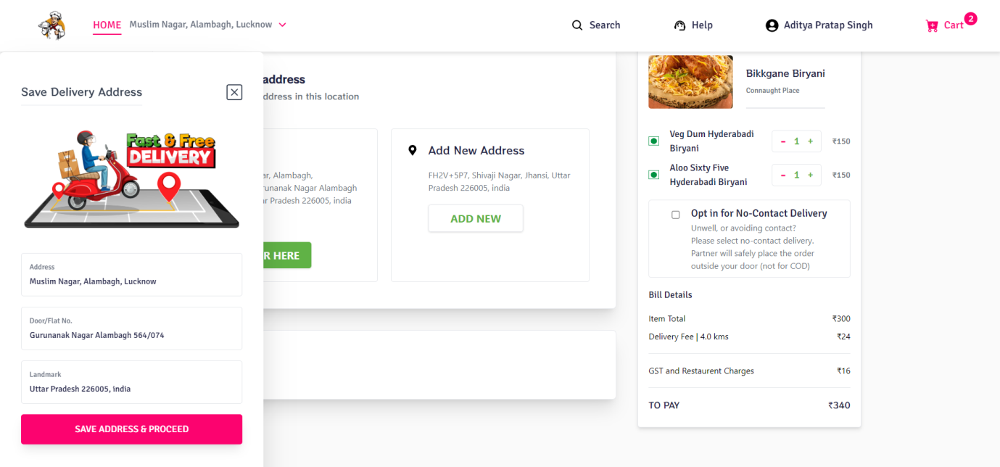 HOME
Muslim Nagar, Alambagh, Lucknow
Search
Help
Aditya Pratap Singh
Cart
2
Save Delivery Address
Fast & Free
DELIVERY
Address
Muslim Nagar, Alambagh, Lucknow
Door/Flat No.
Gurunanak Nagar Alambagh 564/074
Landmark
Uttar Pradesh 226005, india
SAVE ADDRESS & PROCEED
address
ddress in this location
ar, Alambagh,
runanak Nagar Alambagh
ar Pradesh 226005, india
R HERE
Add New Address
FH2V+5P7, Shivaji Nagar, Jhansi, Uttar
Pradesh 226005, india
ADD NEW
Bikkgane Biryani
Connaught Place
Veg Dum Hyderabadi
Biryani
- 1 +
₹150
Aloo Sixty Five
Hyderabadi Biryani
- 1 +
₹150
Opt in for No-Contact Delivery
Unwell, or avoiding contact?
Please select no-contact delivery.
Partner will safely place the order
outside your door (not for COD)
Bill Details
Item Total ₹300
Delivery Fee | 4.0 kms ₹24
GST and Restaurent Charges ₹16
TO PAY ₹340